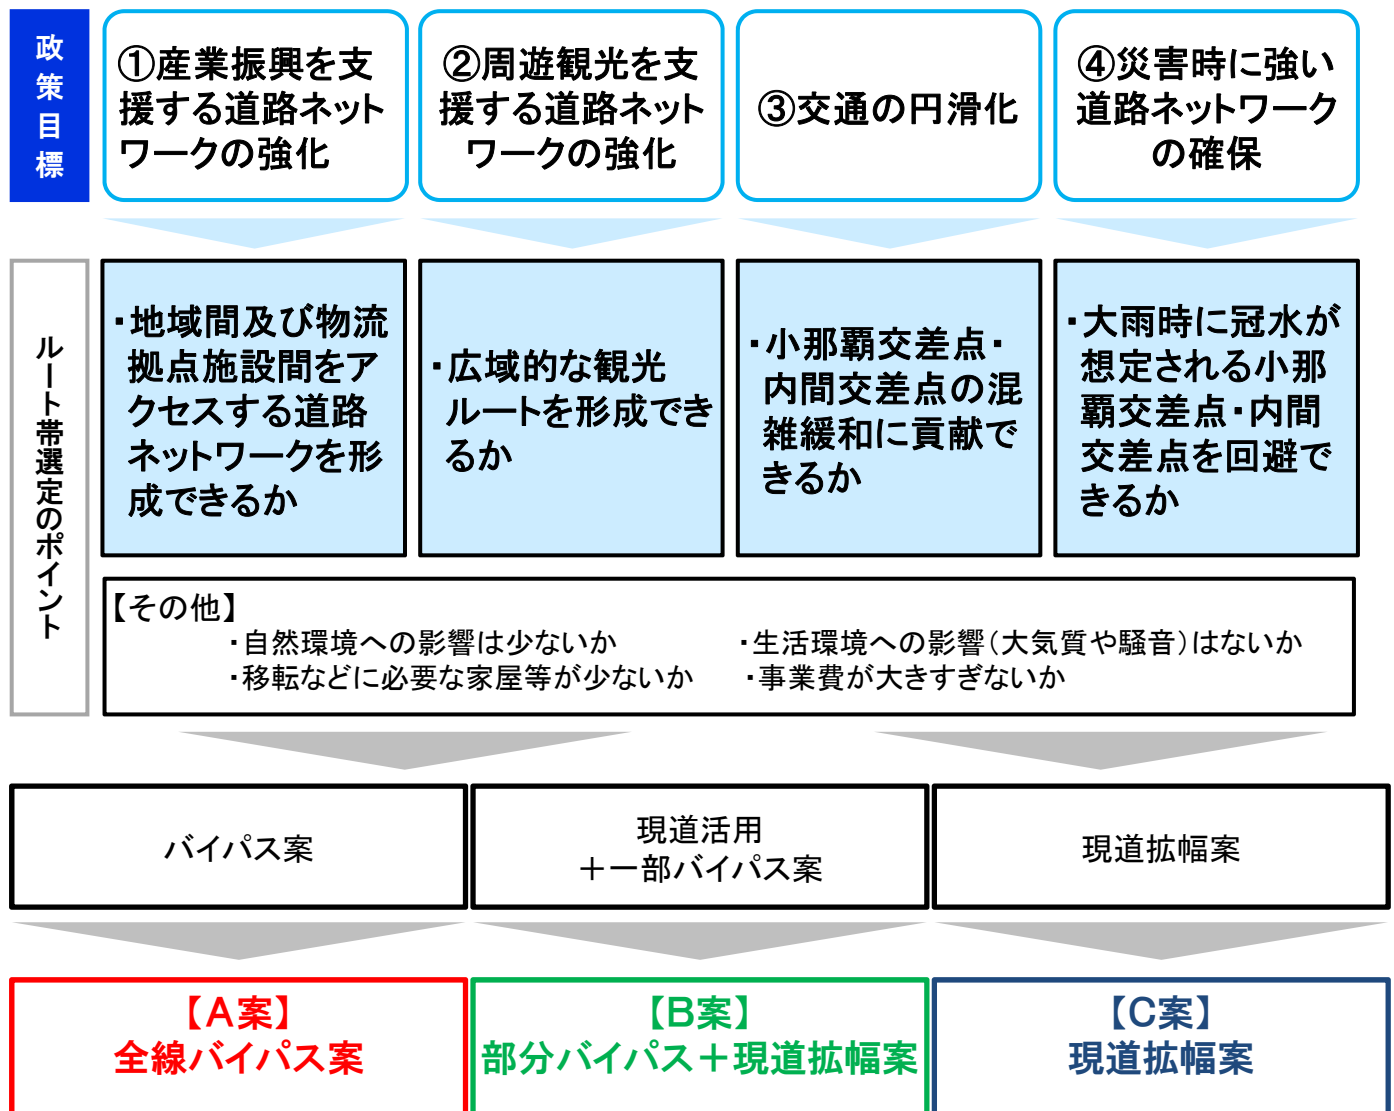 政策目標
①産業振興を支
援する道路ネット
ワークの強化
②周遊観光を支
援する道路ネット
ワークの強化
③交通の円滑化
④災害時に強い
道路ネットワーク
の確保
ルート帯選定のポイント
・地域間及び物流
拠点施設間をア
クセスする道路
ネットワークを形
成できるか
・広域的な観光
ルートを形成でき
るか
・小那覇交差点・
内間交差点の混
雑緩和に貢献で
きるか
・大雨時に冠水が
想定される小那
覇交差点・内間
交差点を回避で
きるか
【その他】
・自然環境への影響は少ないか ・生活環境への影響（大気質や騒音）はないか
・移転などに必要な家屋等が少ないか ・事業費が大きすぎないか
バイパス案
現道活用
＋一部バイパス案
現道拡幅案
【A案】
全線バイパス案
【B案】
部分バイパス＋現道拡幅案
【C案】
現道拡幅案